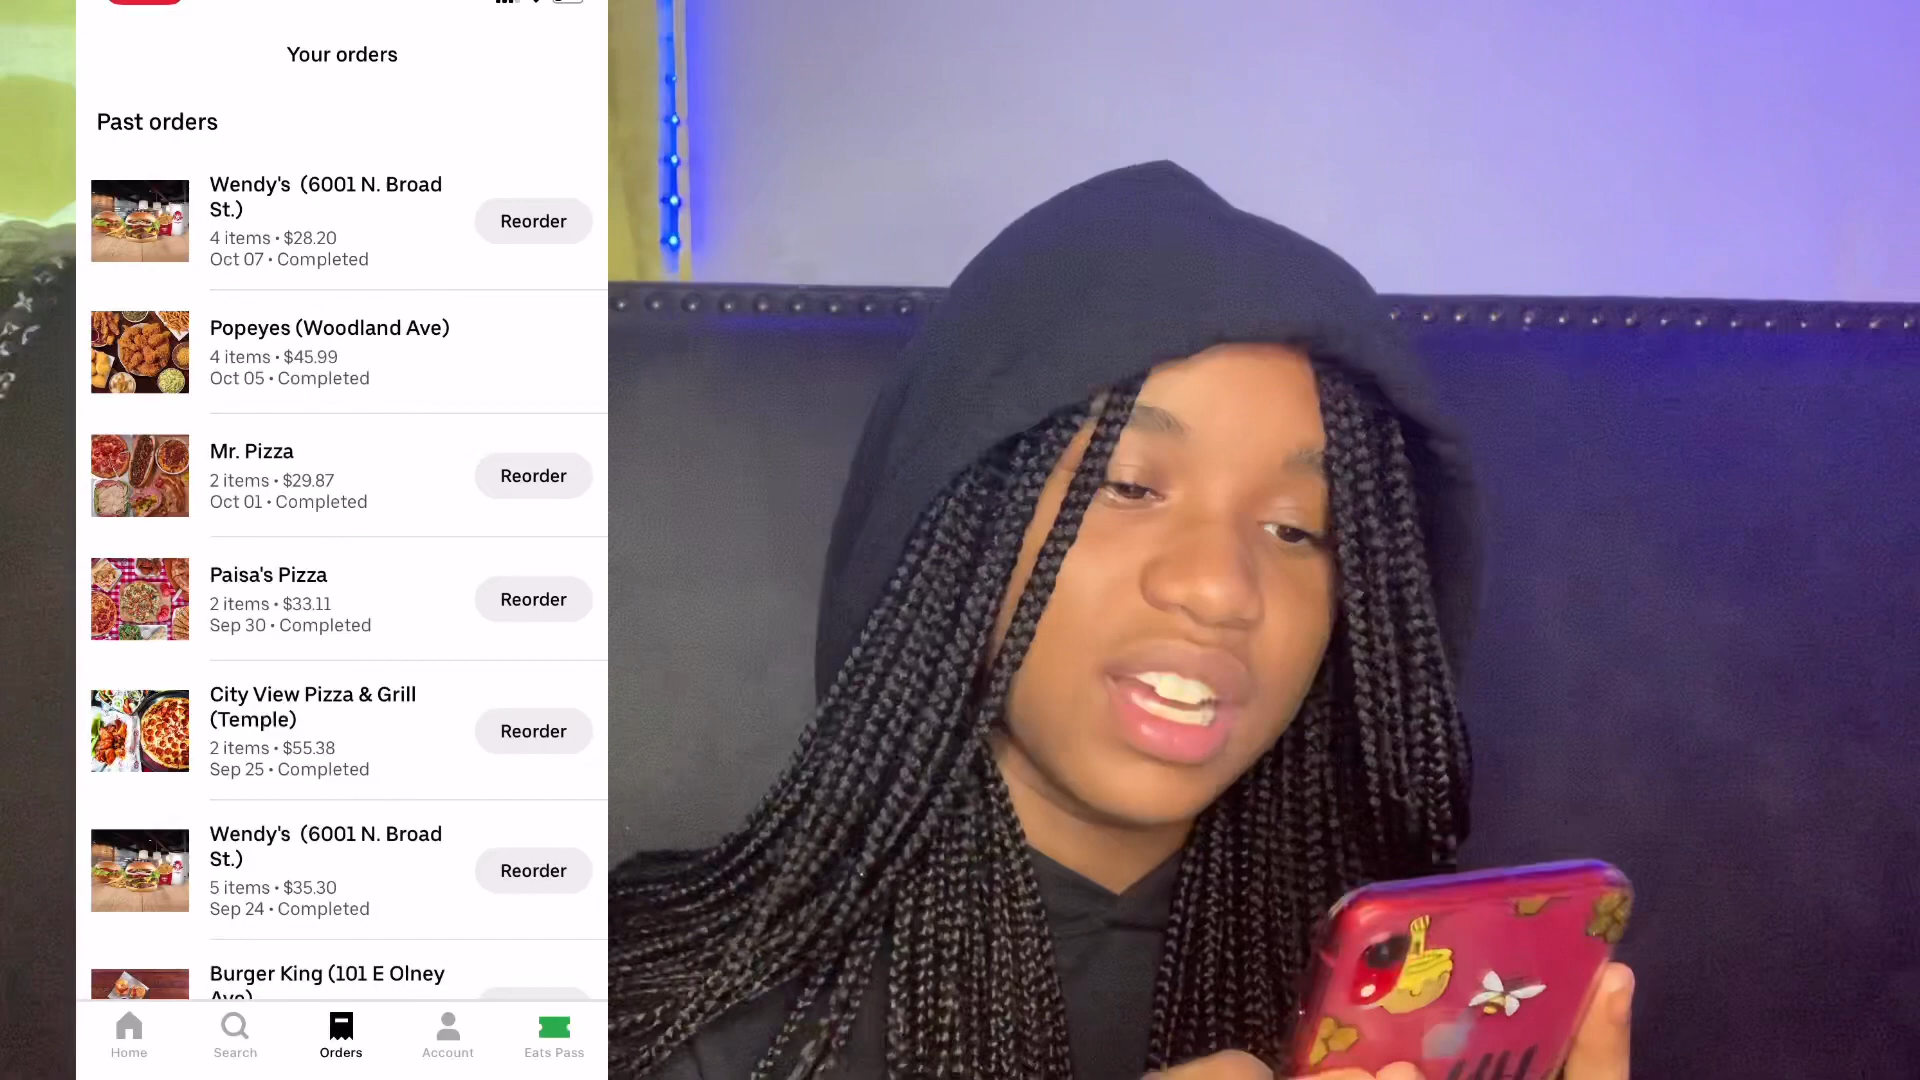 Your orders
Past orders
Wendy's (6001 N. Broad
St.)
4 items • $28.20
Oct 07 • Completed
Reorder
Popeyes (Woodland Ave)
4 items • $45.99
Oct 05 • Completed
Mr. Pizza
2 items • $29.87
Oct 01 • Completed
Reorder
Paisa's Pizza
2 items • $33.11
Sep 30 • Completed
Reorder
City View Pizza & Grill
(Temple)
2 items • $55.38
Sep 25 • Completed
Reorder
Wendy's (6001 N. Broad
St.)
5 items • $35.30
Sep 24 • Completed
Reorder
Burger King (101 E Olney
Ave)
Home
Search
Orders
Account
Eats Pass